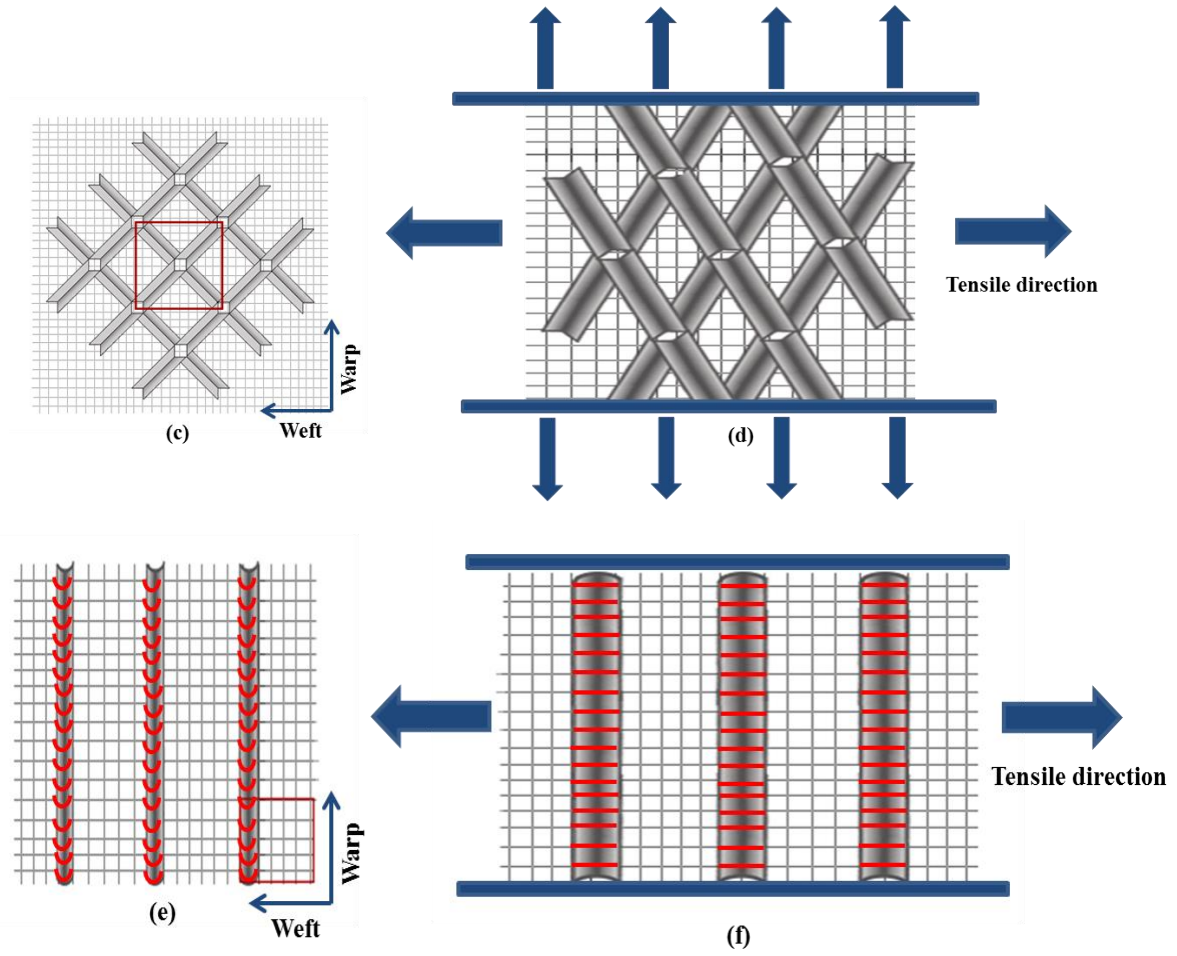 Tensile direction
Warp
Weft
(c)
(d)
Tensile direction
Warp
Weft
(e)
(f)